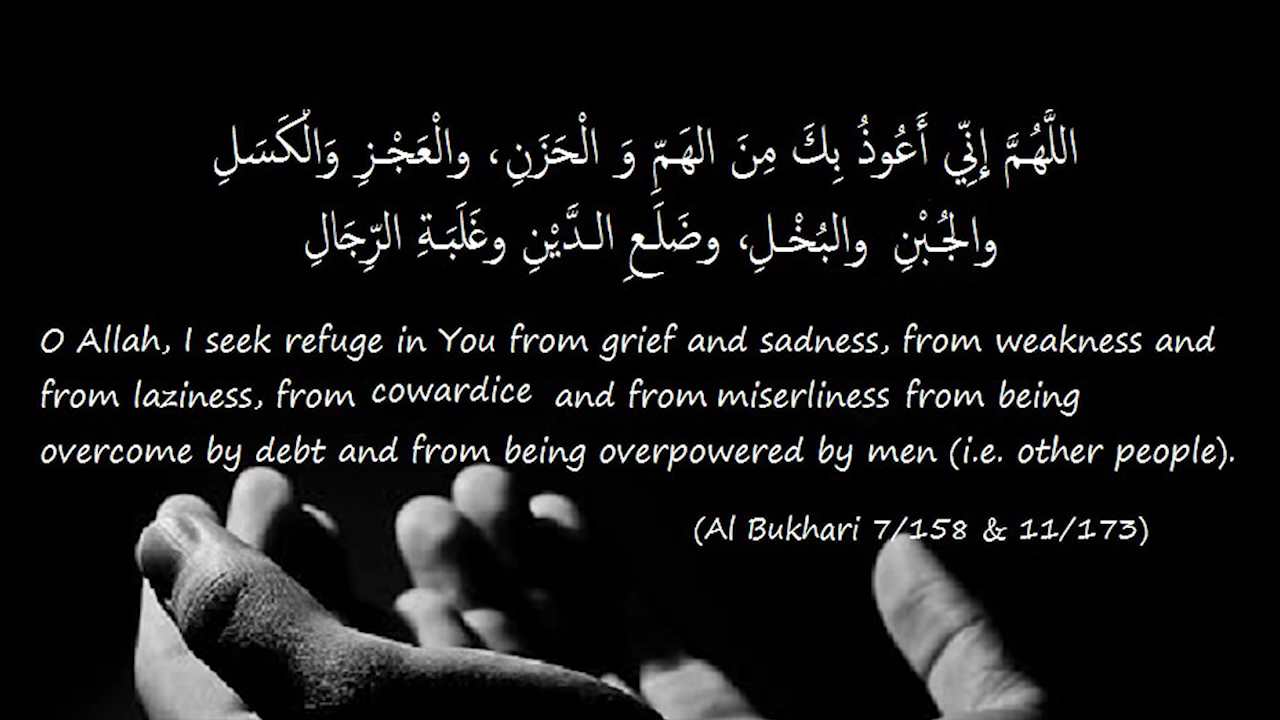 اللَّهُمَّ إِنِّي أَعُوذُ بِكَ مِنَ الهَمِّ وَ الْحَزَنِ، والْعَجْزِ وَالْكَسَلِ
والجُبْنِ والبُخْلِ، وضَلَعِ الدَّيْنِ وغَلَبَةِ الرِّجَالِ
O Allah, I seek refuge in You from grief and sadness, from weakness and
from laziness, from cowardice and from miserliness from being
overcome by debt and from being overpowered by men (i.e. other people).
(Al Bukhari 7/158 & 11/173)